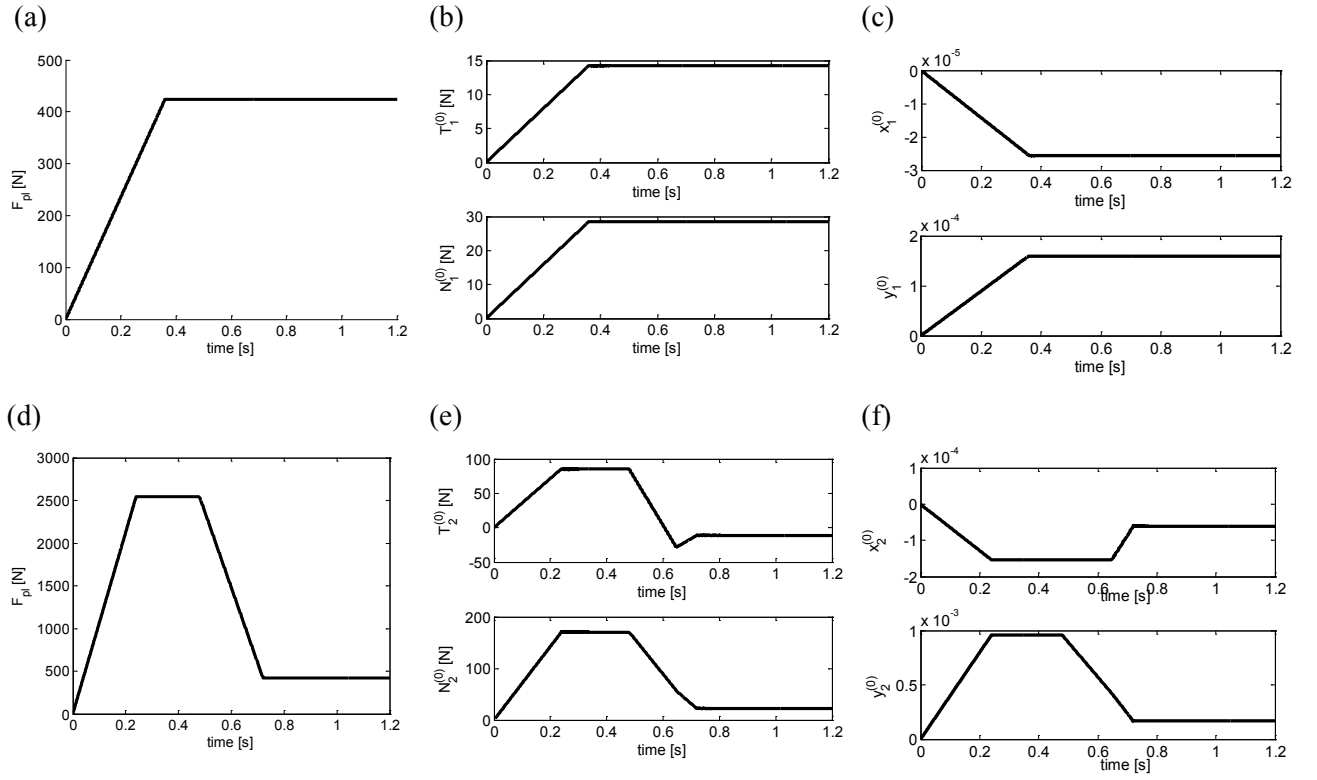 (a)
500
400
300
200
100
0
F_pl [N]
0 0.2 0.4 0.6 0.8 1 1.2
time [s]
(b)
15
10
5
0
T_1^(0) [N]
0 0.2 0.4 0.6 0.8 1 1.2
time [s]
30
20
10
0
N_1^(0) [N]
0 0.2 0.4 0.6 0.8 1 1.2
time [s]
(c)
x 10^-5
0
-1
-2
-3
x_1^(0)
0 0.2 0.4 0.6 0.8 1 1.2
time [s]
x 10^-4
2
1
0
y_1^(0)
0 0.2 0.4 0.6 0.8 1 1.2
time [s]
(d)
3000
2500
2000
1500
1000
500
0
F_pl [N]
0 0.2 0.4 0.6 0.8 1 1.2
time [s]
(e)
100
50
0
-50
T_2^(0) [N]
0 0.2 0.4 0.6 0.8 1 1.2
time [s]
200
100
0
N_2^(0) [N]
0 0.2 0.4 0.6 0.8 1 1.2
time [s]
(f)
x 10^-4
1
0
-1
-2
x_2^(0)
0 0.2 0.4 0.6 0.8 1 1.2
time [s]
x 10^-3
1
0.5
0
y_2^(0)
0 0.2 0.4 0.6 0.8 1 1.2
time [s]